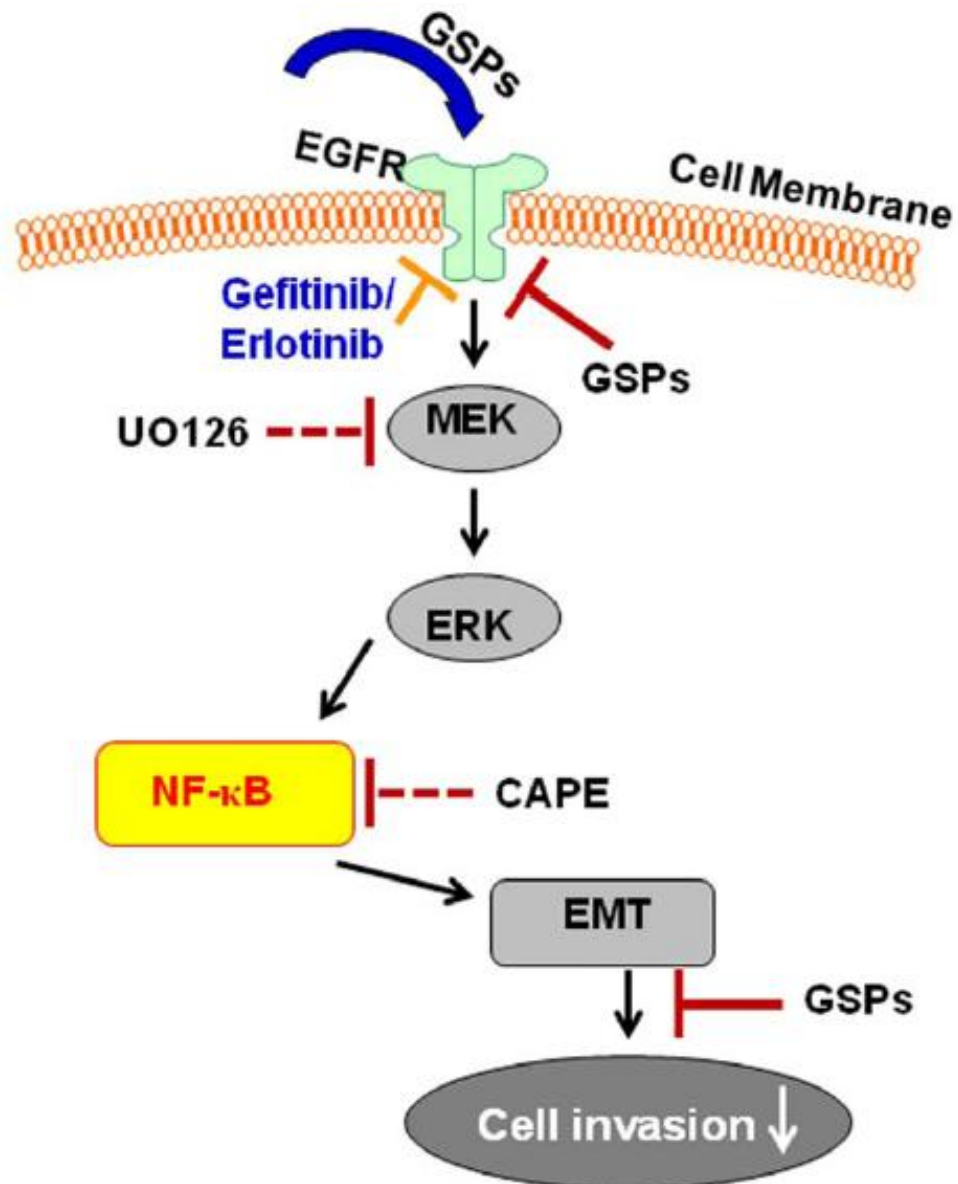 GSPs
EGFR
Cell Membrane
Gefitinib/
Erlotinib
GSPs
MEK
UO126
ERK
NF-κB
CAPE
EMT
GSPs
Cell invasion ↓